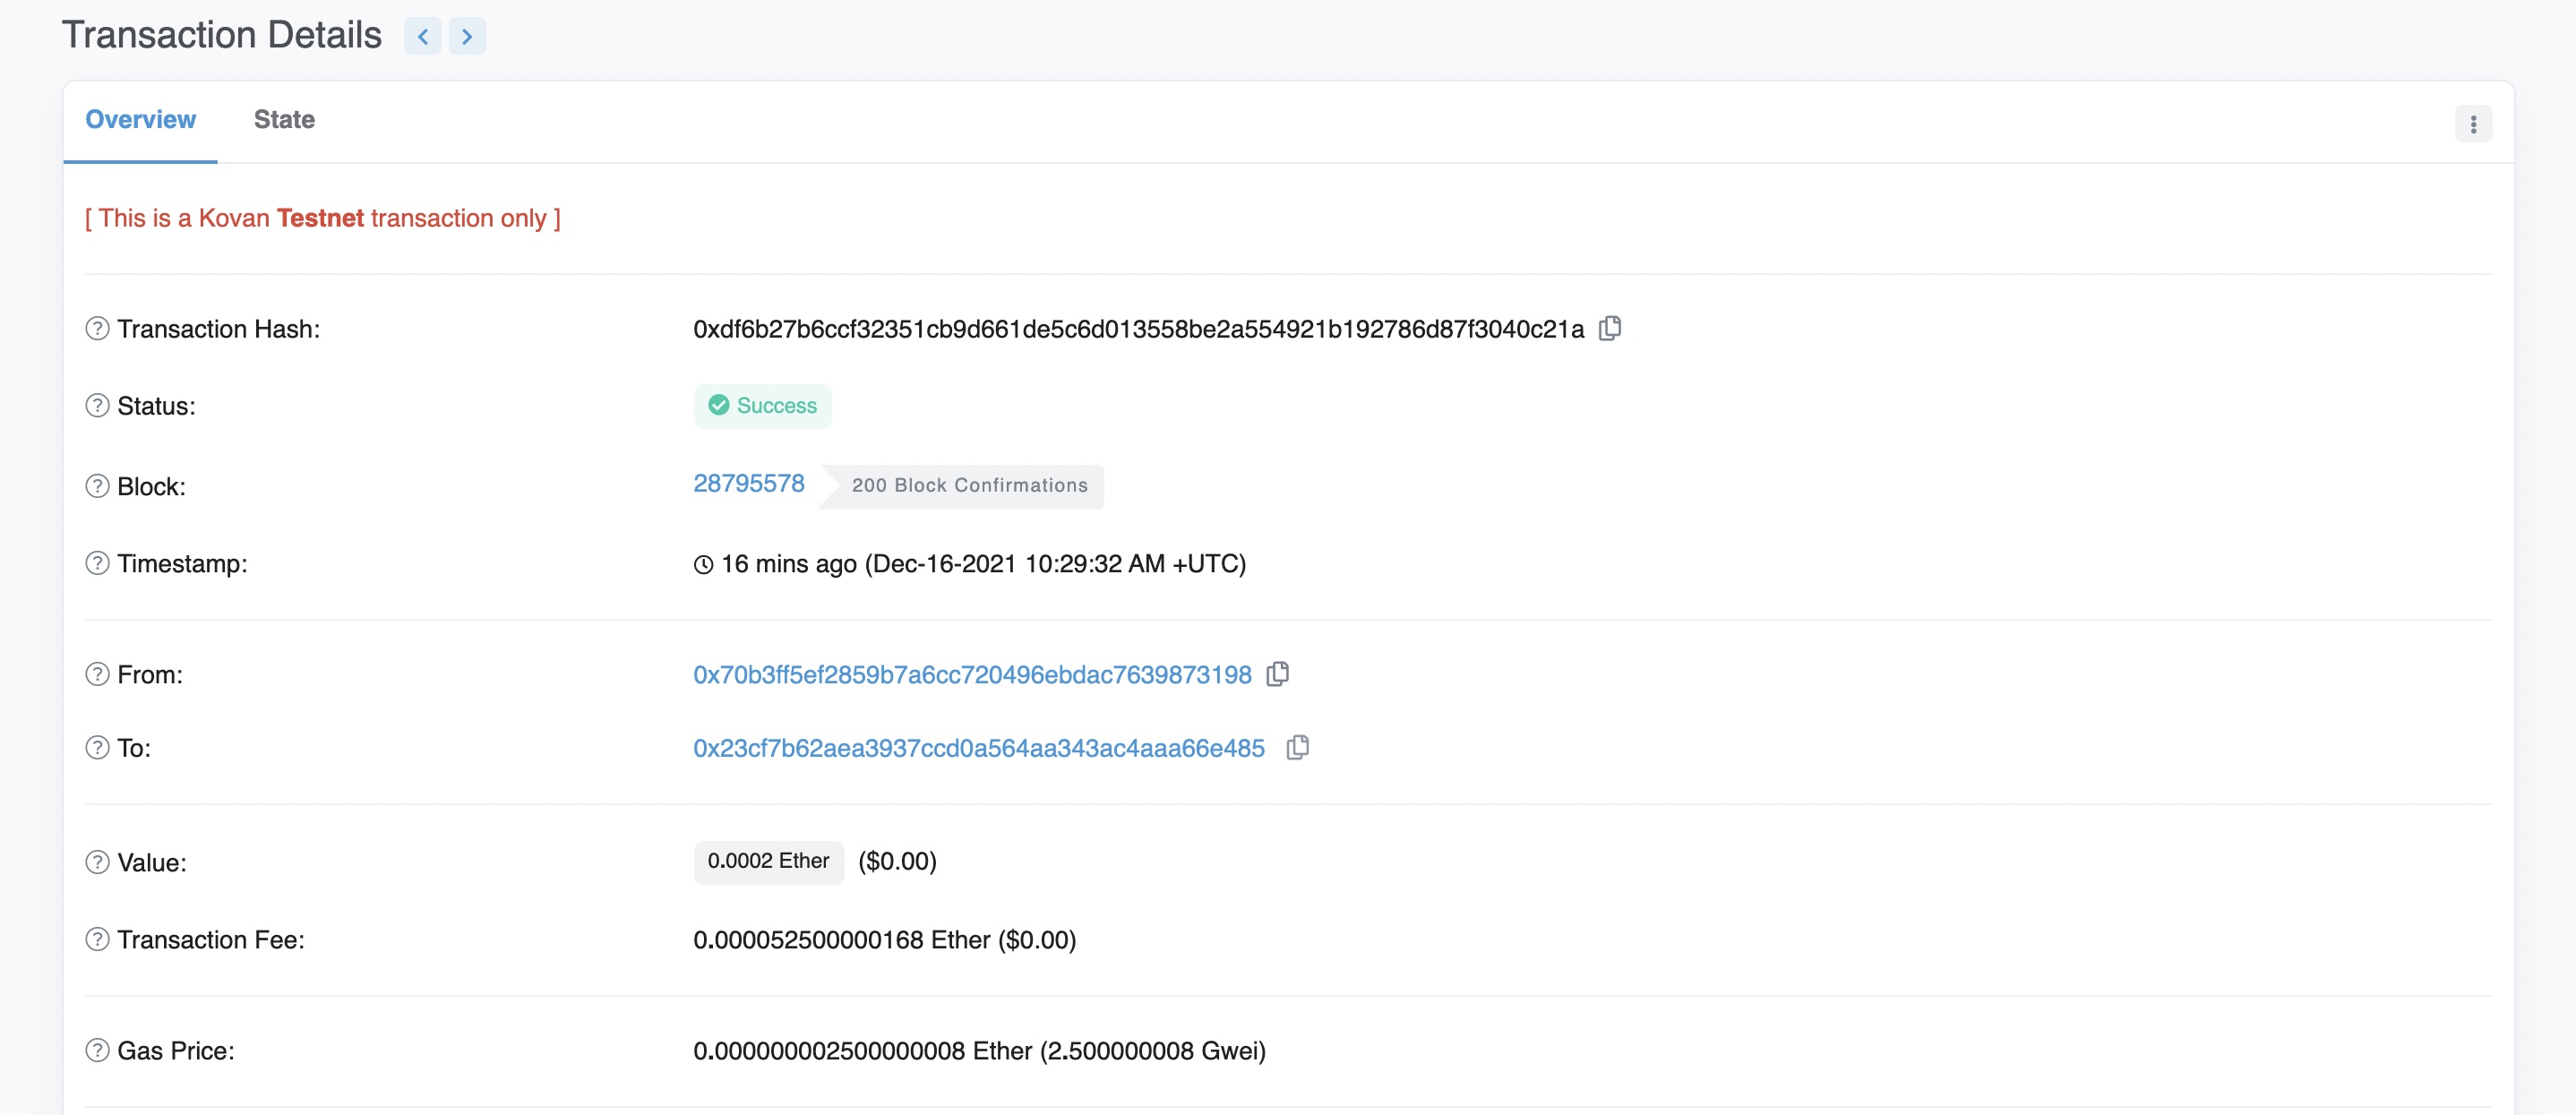 Transaction Details
Overview State
[ This is a Kovan Testnet transaction only ]
Transaction Hash: 0xdf6b27b6ccf32351cb9d661de5c6d013558be2a554921b192786d87f3040c21a
Status: Success
Block: 28795578 200 Block Confirmations
Timestamp: 16 mins ago (Dec-16-2021 10:29:32 AM +UTC)
From: 0x70b3ff5ef2859b7a6cc720496ebdac7639873198
To: 0x23cf7b62aea3937ccd0a564aa343ac4aaa66e485
Value: 0.0002 Ether ($0.00)
Transaction Fee: 0.000052500000168 Ether ($0.00)
Gas Price: 0.000000002500000008 Ether (2.500000008 Gwei)